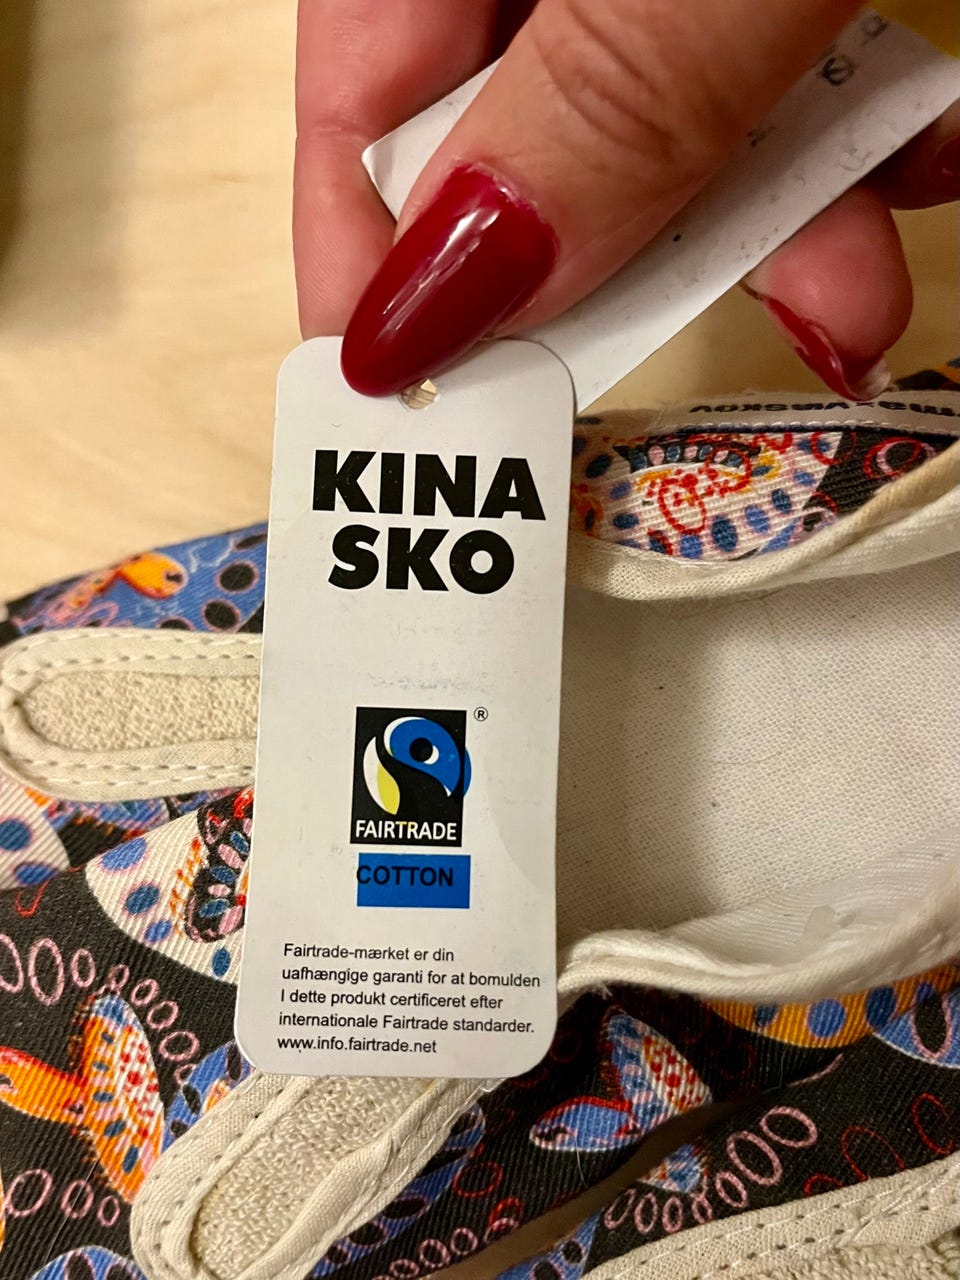 KINA
SKO
®
FAIRTRADE
COTTON
Fairtrade-mærket er din
uafhængige garanti for at bomulden
I dette produkt certificeret efter
internationale Fairtrade standarder.
www.info.fairtrade.net